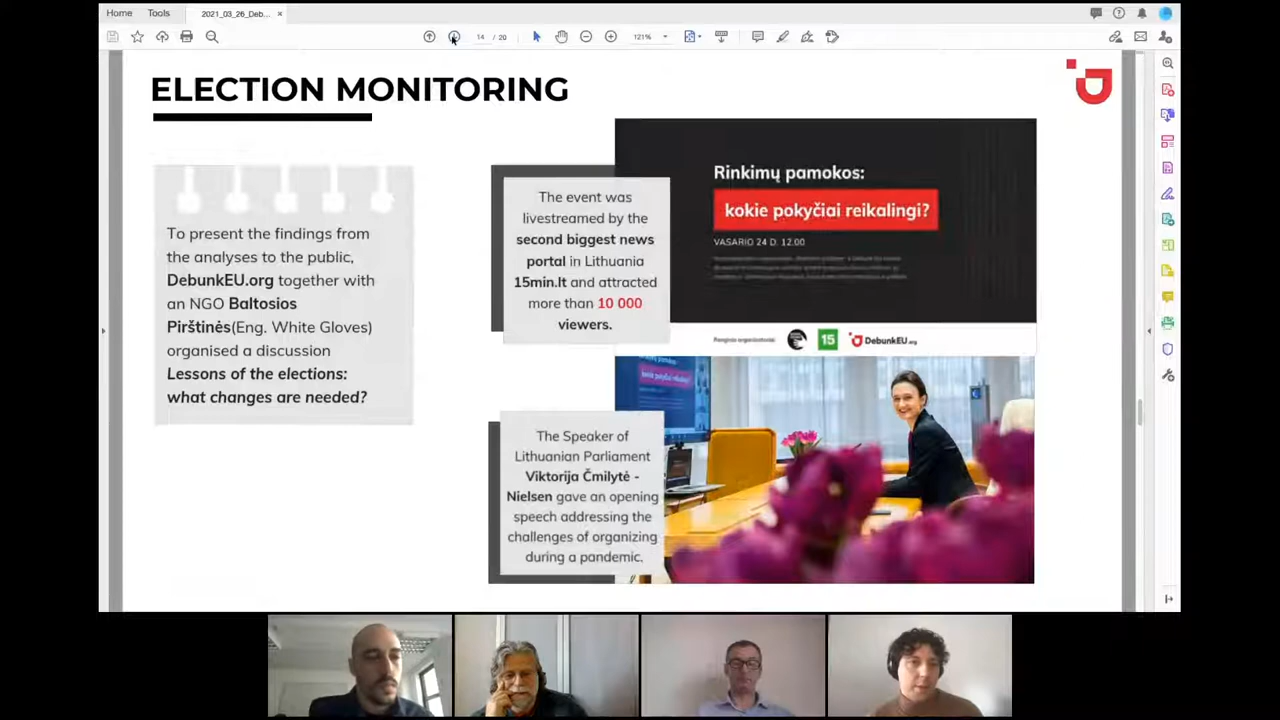 Home
Tools
2021_03_26_Deb...
14 / 20
121%
ELECTION MONITORING
To present the findings from
the analyses to the public,
DebunkEU.org together with
an NGO Baltosios
Pirštinės(Eng. White Gloves)
organised a discussion
Lessons of the elections:
what changes are needed?
The event was
livestreamed by the
second biggest news
portal in Lithuania
15min.lt and attracted
more than 10 000
viewers.
Rinkimų pamokos:
kokie pokyčiai reikalingi?
VASARIO 24 D. 12.00
15
DebunkEU.org
The Speaker of
Lithuanian Parliament
Viktorija Čmilytė -
Nielsen gave an opening
speech addressing the
challenges of organizing
during a pandemic.